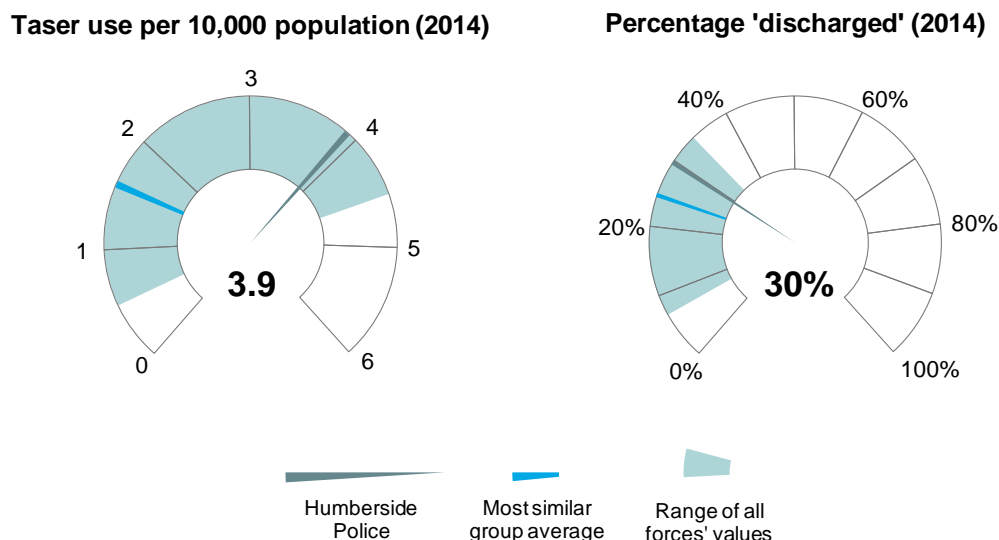 Taser use per 10,000 population (2014)
0
1
2
3
4
5
6
3.9
Percentage 'discharged' (2014)
0%
20%
40%
60%
80%
100%
30%
Humberside
Police
Most similar
group average
Range of all
forces' values